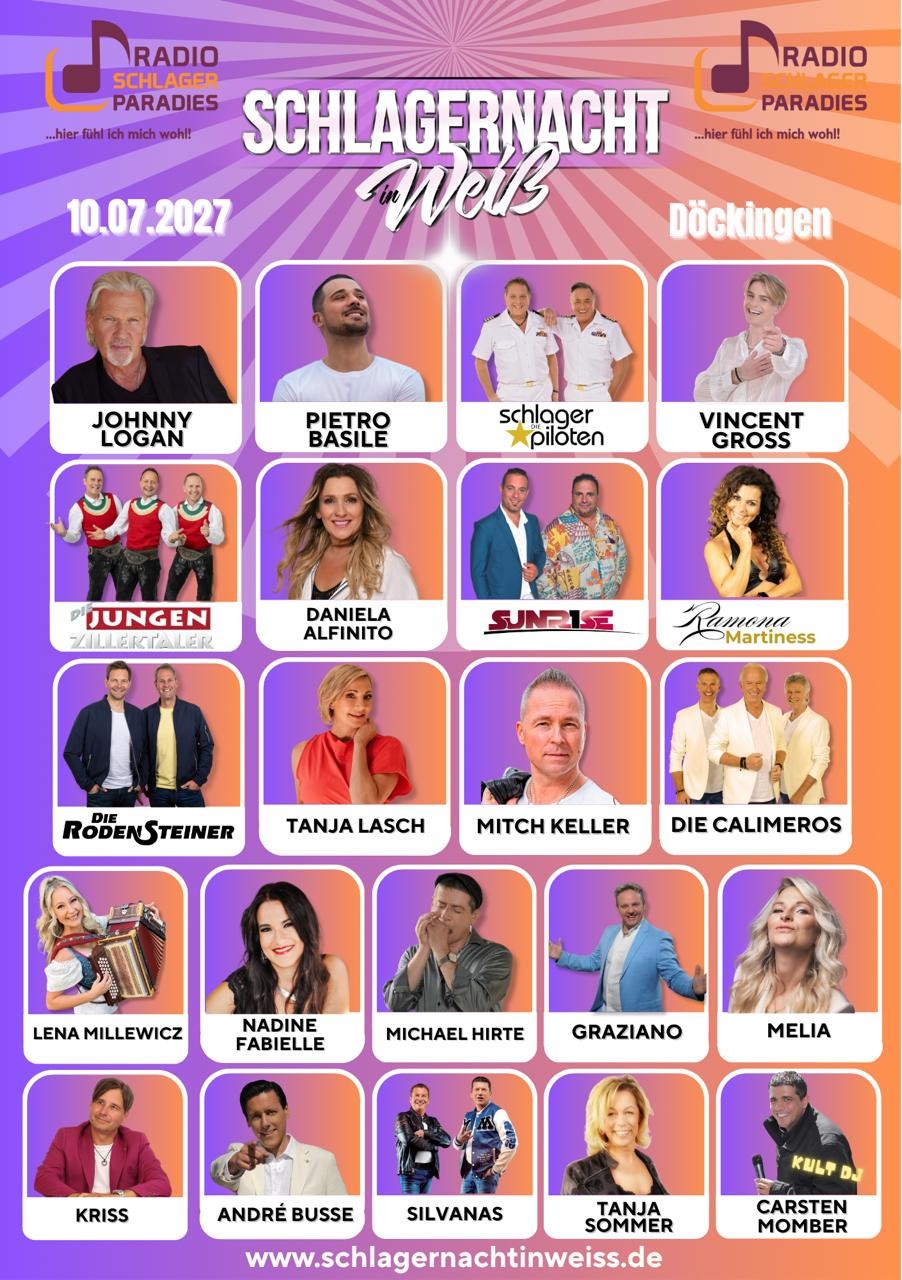 RADIO
SCHLAGER
PARADIES
...hier fühl ich mich wohl!
RADIO
SCHLAGER
PARADIES
...hier fühl ich mich wohl!
SCHLAGERNACHT
in Weiß
10.07.2027
Döckingen
JOHNNY
LOGAN
PIETRO
BASILE
schlager
DIE
piloten
VINCENT
GROSS
DIE
JUNGEN
ZILLERTALER
DANIELA
ALFINITO
SUNR1SE
Ramona
Martiness
DIE
RODENSTEINER
TANJA LASCH
MITCH KELLER
DIE CALIMEROS
LENA MILLEWICZ
NADINE
FABIELLE
MICHAEL HIRTE
GRAZIANO
MELIA
KRISS
ANDRÉ BUSSE
SILVANAS
TANJA
SOMMER
KULT DJ
CARSTEN
MOMBER
www.schlagernachtinweiss.de